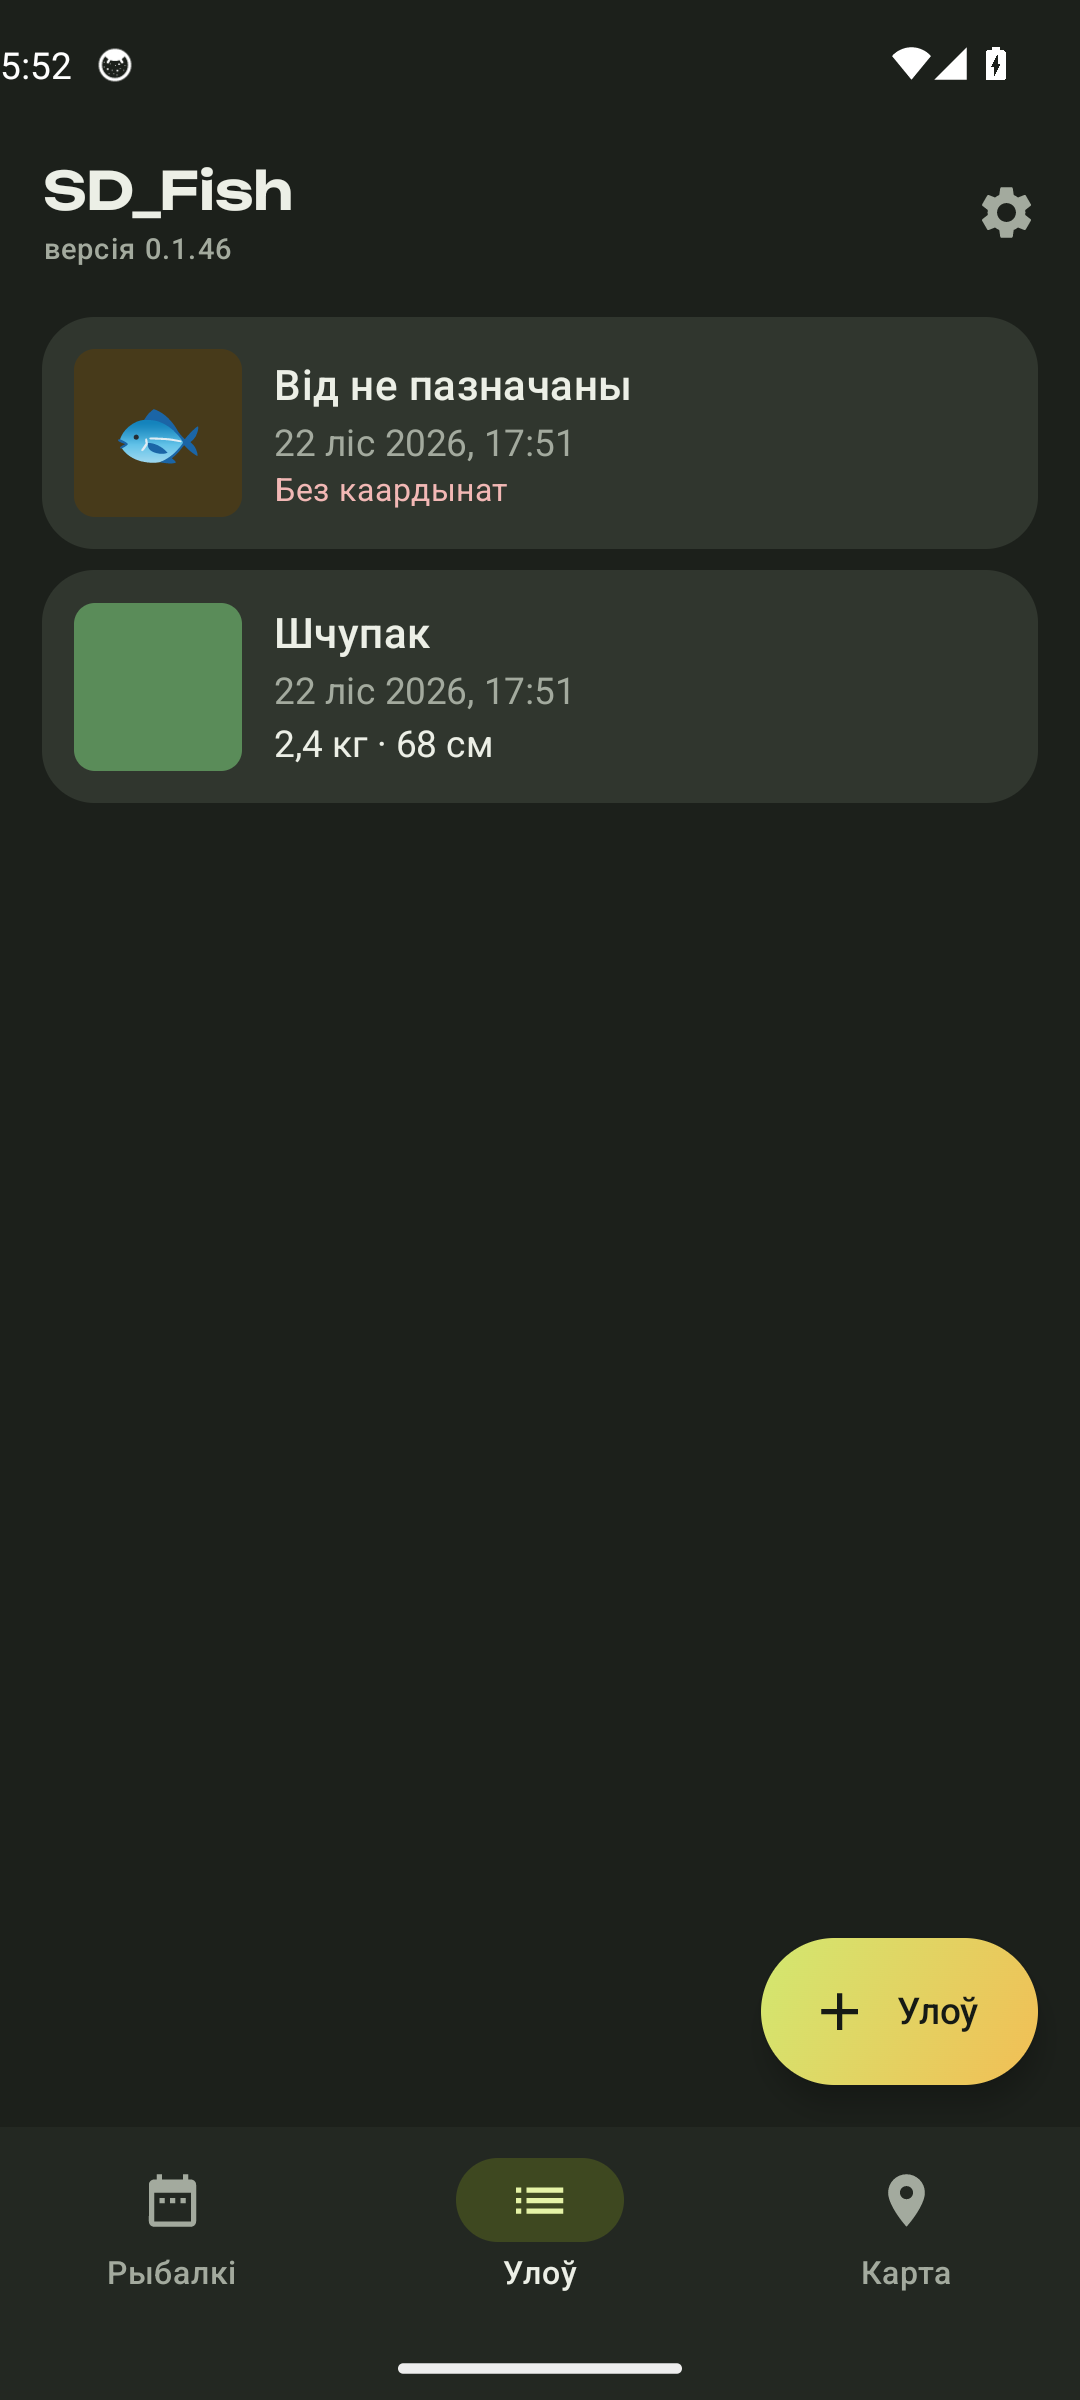 5:52
SD_Fish
версія 0.1.46
Від не пазначаны
22 ліс 2026, 17:51
Без каардынат
Шчупак
22 ліс 2026, 17:51
2,4 кг · 68 см
Улоў
Рыбалкі
Улоў
Карта